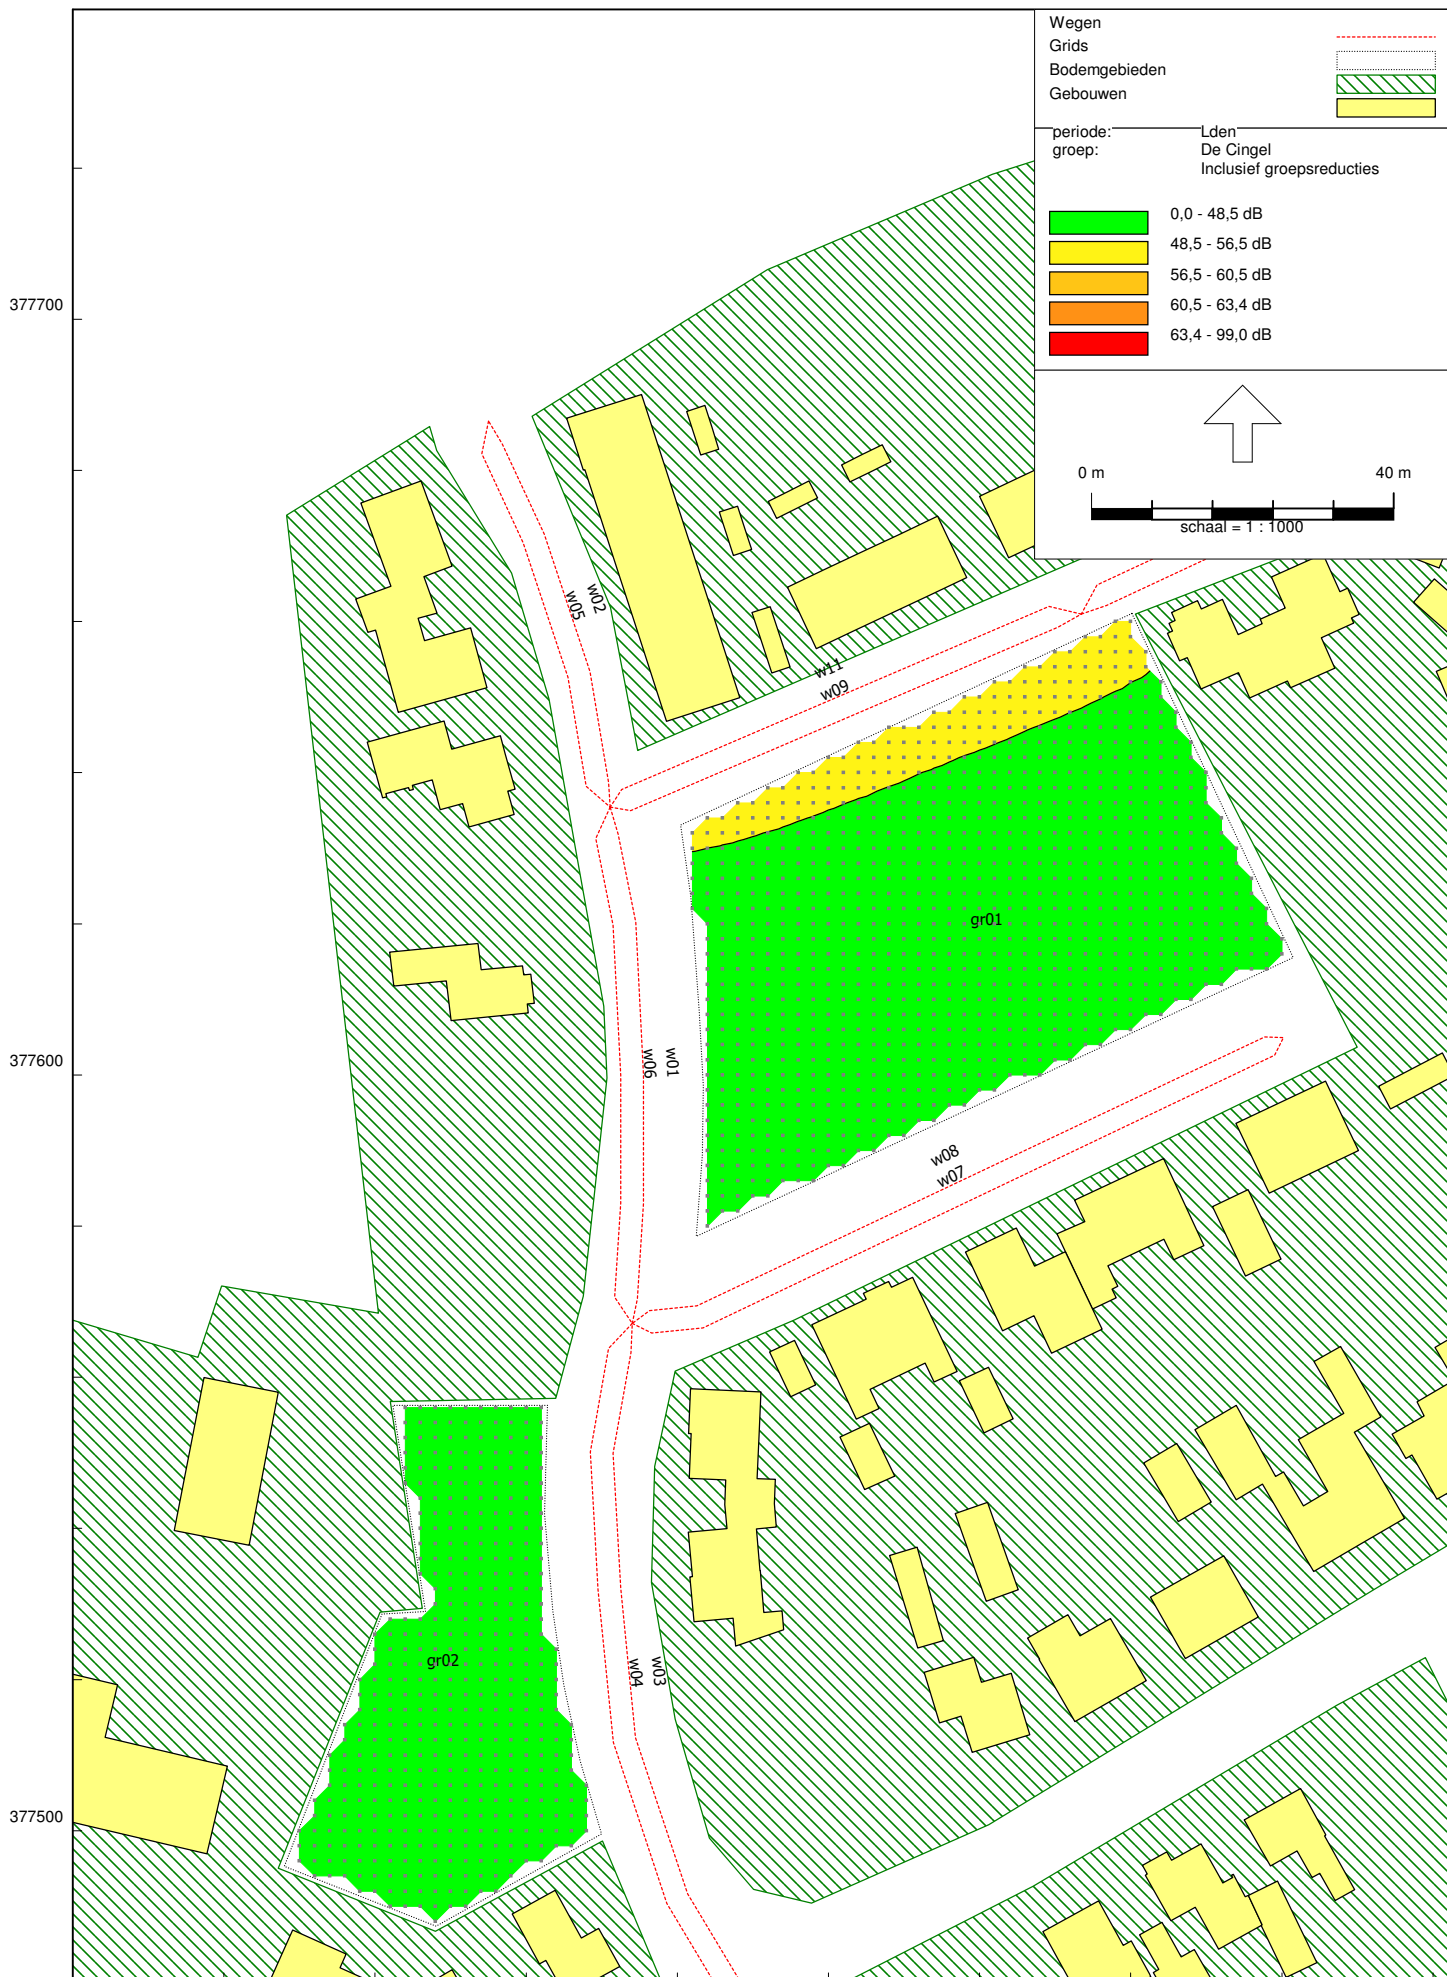 Wegen
Grids
Bodemgebieden
Gebouwen
periode: Lden
groep: De Cingel
Inclusief groepsreducties
0,0 - 48,5 dB
48,5 - 56,5 dB
56,5 - 60,5 dB
60,5 - 63,4 dB
63,4 - 99,0 dB
0 m 40 m
schaal = 1 : 1000
377700
w05
w02
w11
w09
gr01
377600
w06
w01
w08
w07
gr02
w04
w03
377500